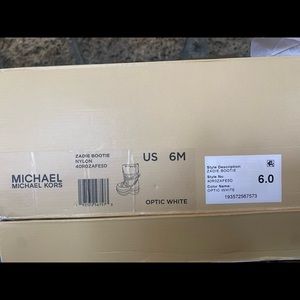 MICHAEL
MICHAEL KORS
ZADIE BOOTIE
NYLON
40R0ZAFE5D
US 6M
OPTIC WHITE
Style Description:
ZADIE BOOTIE
Style No:
40R0ZAFE5D
Color Name:
OPTIC WHITE
6.0
193572567573